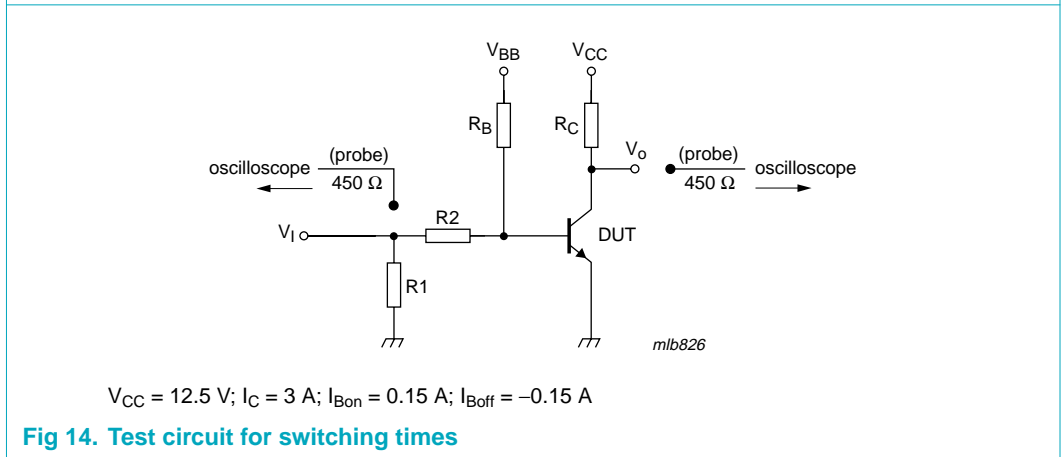 V_BB
V_CC
R_B
R_C
V_o
(probe)
oscilloscope
450 Ω
(probe)
oscilloscope
450 Ω
R2
V_I
DUT
R1
mlb826
V_CC = 12.5 V; I_C = 3 A; I_Bon = 0.15 A; I_Boff = −0.15 A
Fig 14. Test circuit for switching times